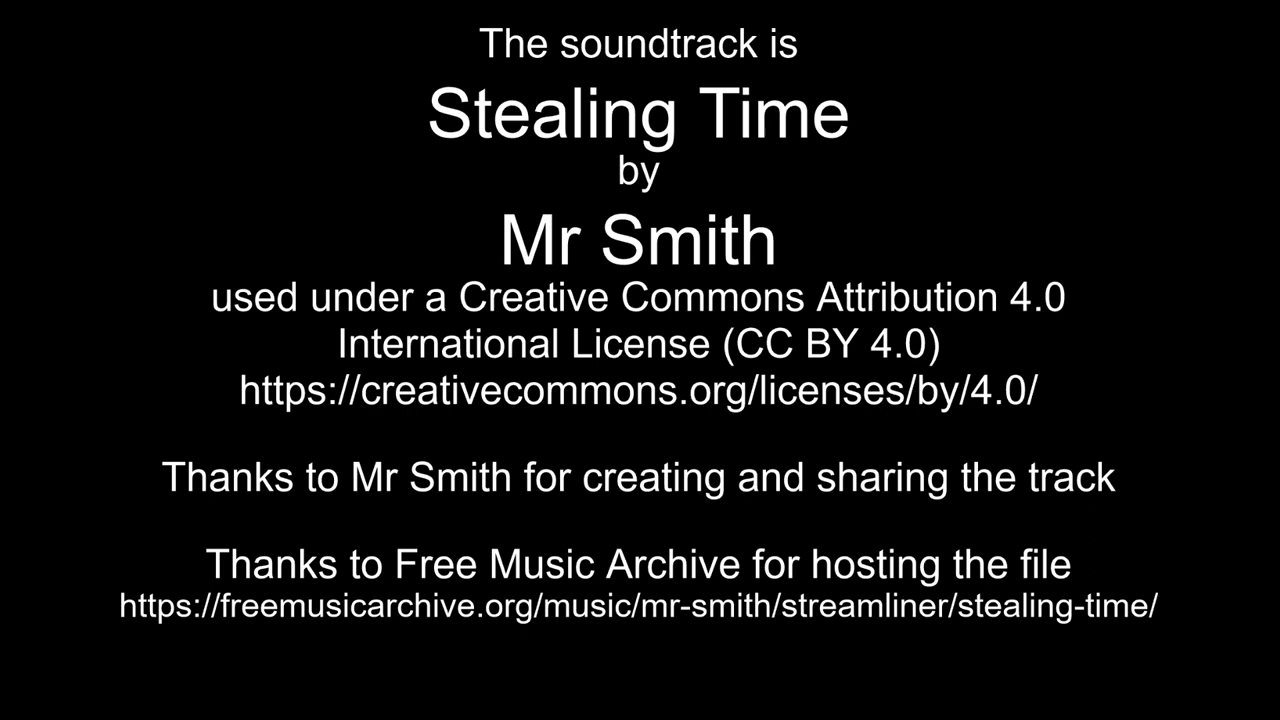 The soundtrack is
Stealing Time
by
Mr Smith
used under a Creative Commons Attribution 4.0
International License (CC BY 4.0)
https://creativecommons.org/licenses/by/4.0/
Thanks to Mr Smith for creating and sharing the track
Thanks to Free Music Archive for hosting the file
https://freemusicarchive.org/music/mr-smith/streamliner/stealing-time/